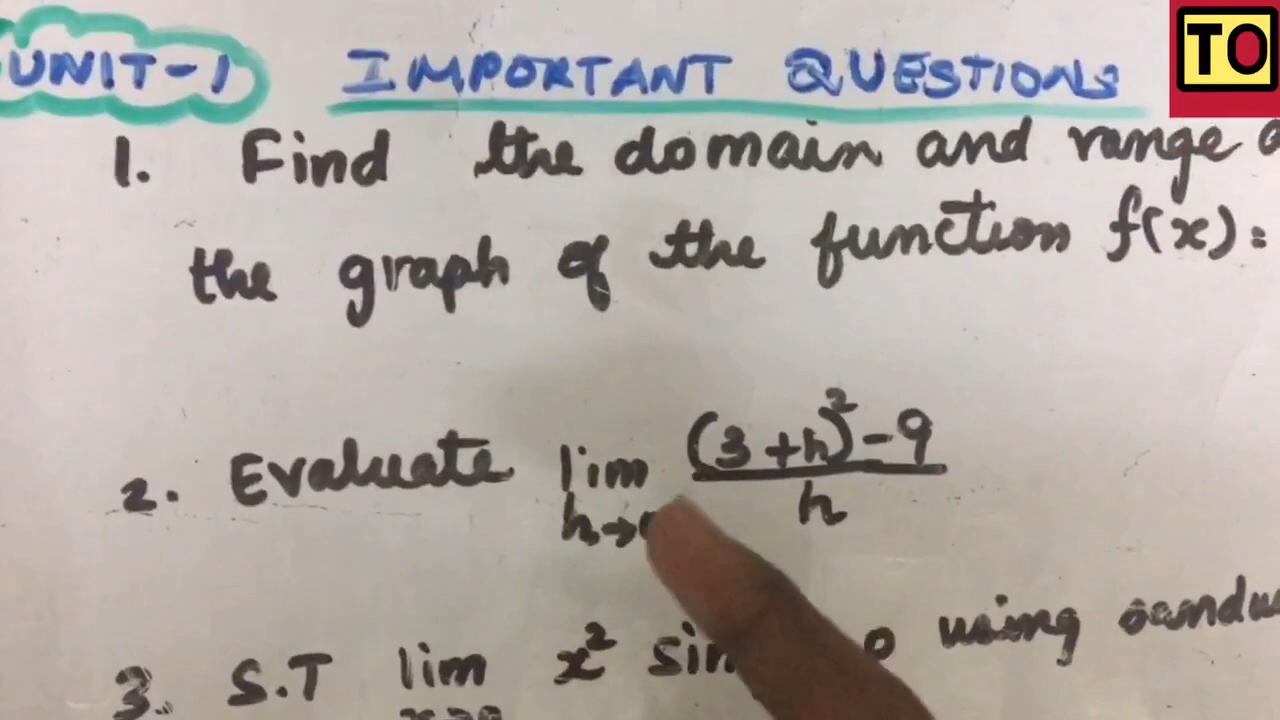 UNIT-1 IMPORTANT QUESTIONS
TO
1. Find the domain and range
the graph of the function f(x)=
2. Evaluate lim (3+h)²-9
h→ h
3. S.T lim x² sin 0 using